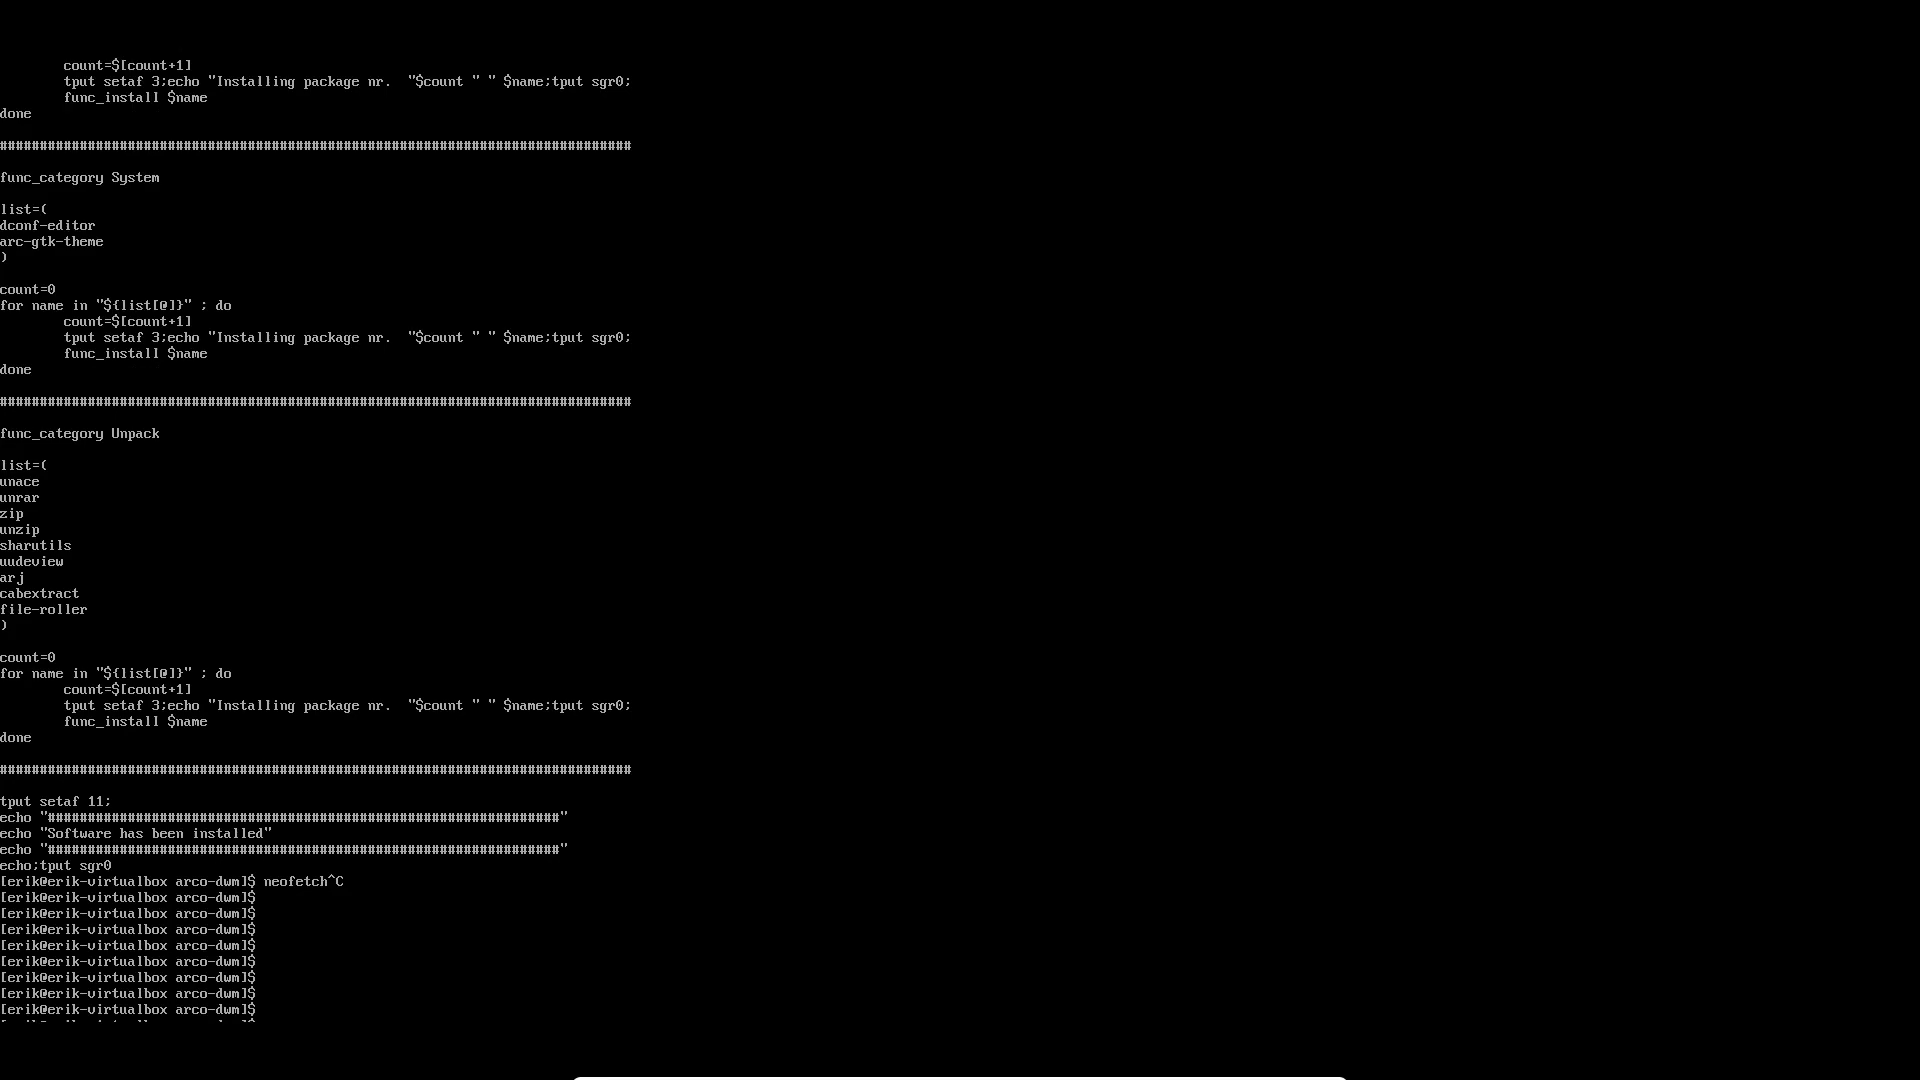 count=$[count+1]
tput setaf 3;echo "Installing package nr.  "$count " " $name;tput sgr0;
func_install $name
done
###############################################################################
func_category System
list=(
dconf-editor
arc-gtk-theme
)
count=0
for name in "${list[@]}" ; do
count=$[count+1]
tput setaf 3;echo "Installing package nr.  "$count " " $name;tput sgr0;
func_install $name
done
###############################################################################
func_category Unpack
list=(
unace
unrar
zip
unzip
sharutils
uudeview
arj
cabextract
file-roller
)
count=0
for name in "${list[@]}" ; do
count=$[count+1]
tput setaf 3;echo "Installing package nr.  "$count " " $name;tput sgr0;
func_install $name
done
###############################################################################
tput setaf 11;
echo "################################################################"
echo "Software has been installed"
echo "################################################################"
echo;tput sgr0
[erik@erik-virtualbox arco-dwm]$ neofetch^C
[erik@erik-virtualbox arco-dwm]$
[erik@erik-virtualbox arco-dwm]$
[erik@erik-virtualbox arco-dwm]$
[erik@erik-virtualbox arco-dwm]$
[erik@erik-virtualbox arco-dwm]$
[erik@erik-virtualbox arco-dwm]$
[erik@erik-virtualbox arco-dwm]$
[erik@erik-virtualbox arco-dwm]$